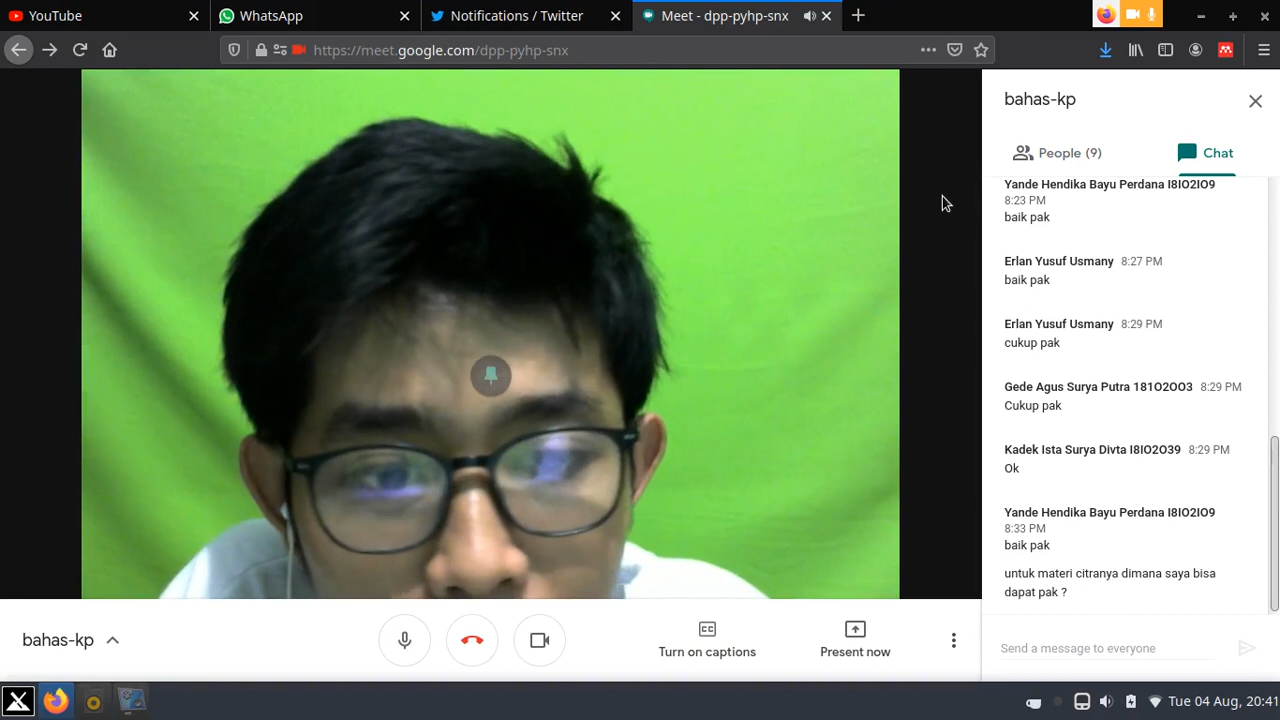 YouTube
WhatsApp
Notifications / Twitter
Meet - dpp-pyhp-snx
https://meet.google.com/dpp-pyhp-snx
bahas-kp
People (9)
Chat
Yande Hendika Bayu Perdana I8IO2IO9
8:23 PM
baik pak
Erlan Yusuf Usmany 8:27 PM
baik pak
Erlan Yusuf Usmany 8:29 PM
cukup pak
Gede Agus Surya Putra 181O2OO3 8:29 PM
Cukup pak
Kadek Ista Surya Divta I8IO2O39 8:29 PM
Ok
Yande Hendika Bayu Perdana I8IO2IO9
8:33 PM
baik pak
untuk materi citranya dimana saya bisa
dapat pak ?
Send a message to everyone
bahas-kp
CC
Turn on captions
Present now
Tue 04 Aug, 20:41